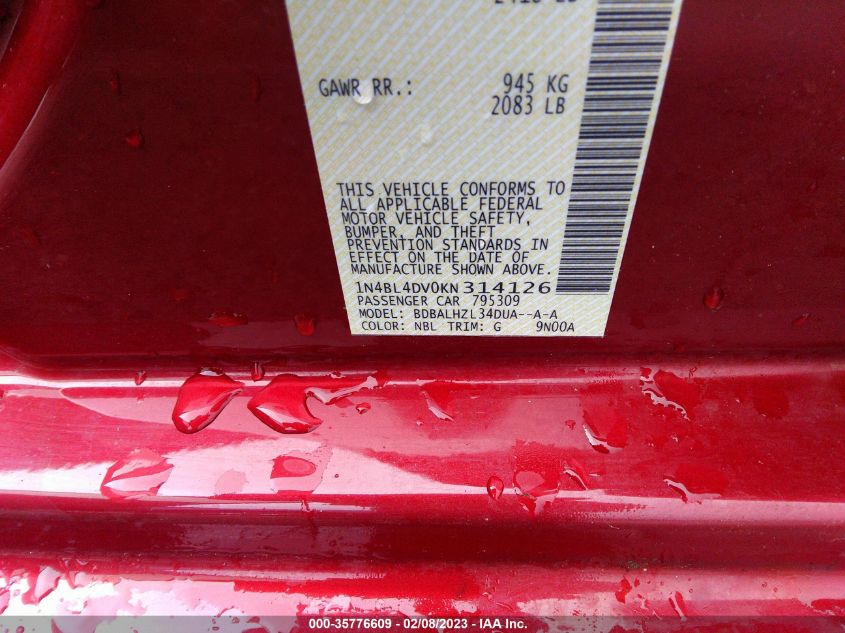 GAWR RR.: 945 KG
2083 LB
THIS VEHICLE CONFORMS TO
ALL APPLICABLE FEDERAL
MOTOR VEHICLE SAFETY,
BUMPER, AND THEFT
PREVENTION STANDARDS IN
EFFECT ON THE DATE OF
MANUFACTURE SHOWN ABOVE.
1N4BL4DV0KN314126
PASSENGER CAR 795309
MODEL: BDBALHZL34DUA--A-A
COLOR: NBL TRIM: G 9N00A
000-35776609 - 02/08/2023 - IAA Inc.